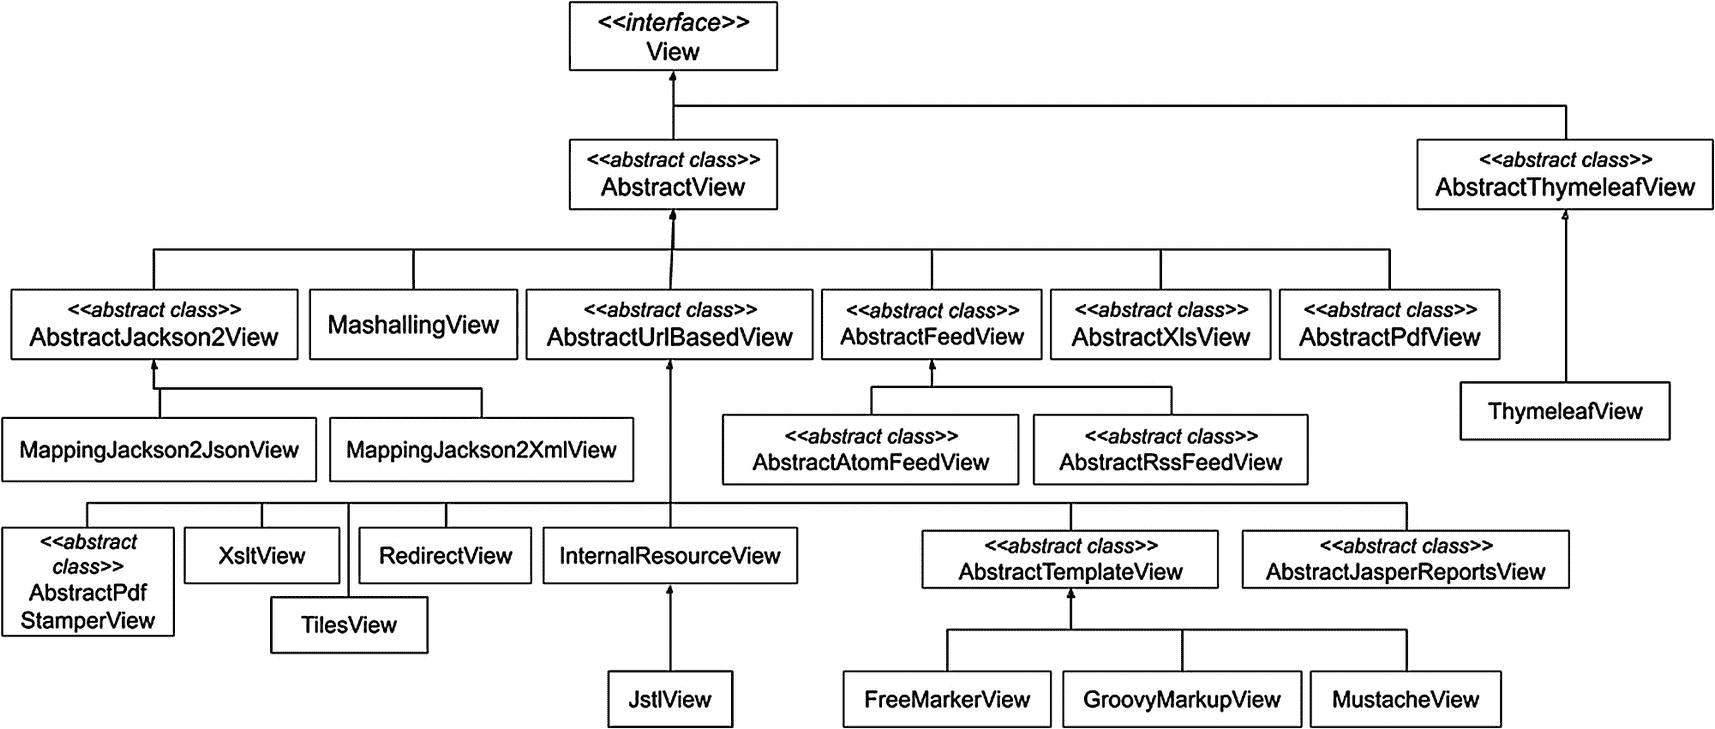 <<interface>>
View
<<abstract class>>
AbstractView
<<abstract class>>
AbstractThymeleafView
<<abstract class>>
AbstractJackson2View
MashallingView
<<abstract class>>
AbstractUrlBasedView
<<abstract class>>
AbstractFeedView
<<abstract class>>
AbstractXlsView
<<abstract class>>
AbstractPdfView
ThymeleafView
MappingJackson2JsonView
MappingJackson2XmlView
<<abstract class>>
AbstractAtomFeedView
<<abstract class>>
AbstractRssFeedView
<<abstract
class>>
AbstractPdf
StamperView
XsltView
TilesView
RedirectView
InternalResourceView
<<abstract class>>
AbstractTemplateView
<<abstract class>>
AbstractJasperReportsView
JstlView
FreeMarkerView
GroovyMarkupView
MustacheView